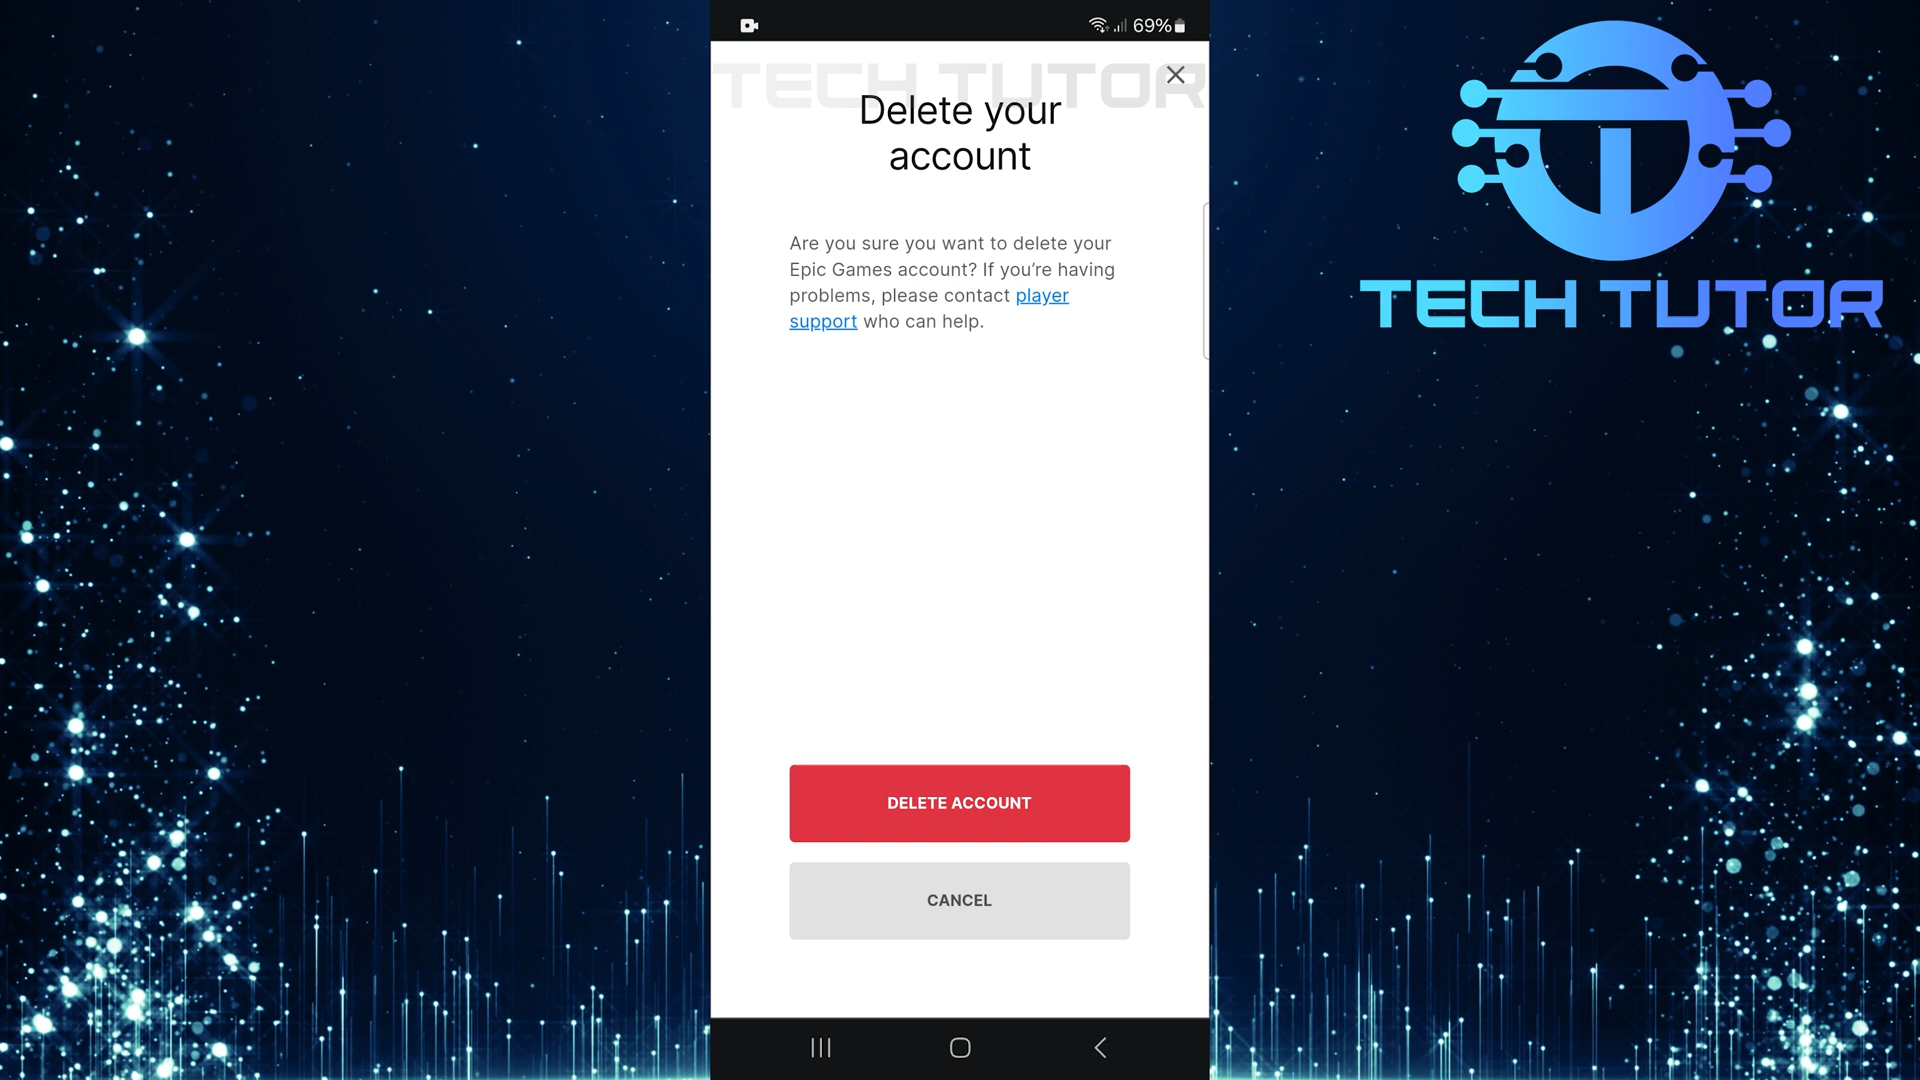 69%
TECH TUTOR
Delete your
account
Are you sure you want to delete your
Epic Games account? If you’re having
problems, please contact player
support who can help.
DELETE ACCOUNT
CANCEL
TECH TUTOR